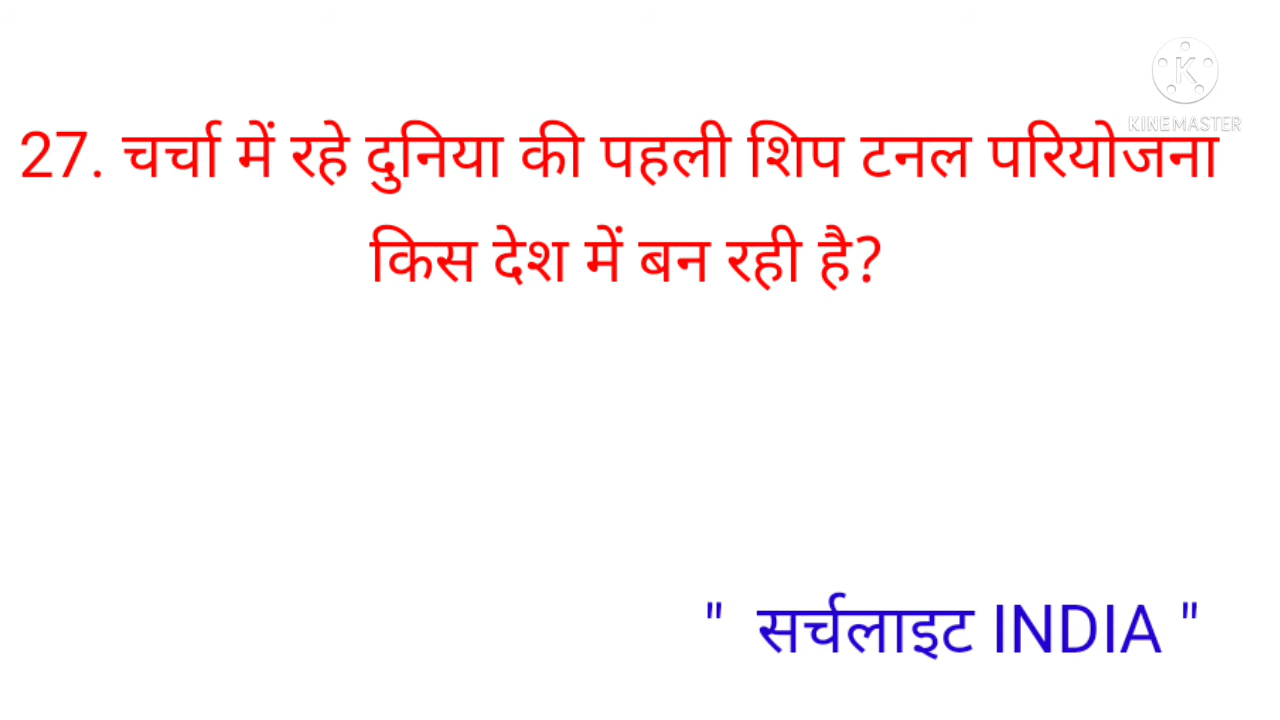 KINEMASTER
27. चर्चा में रहे दुनिया की पहली शिप टनल परियोजना
किस देश में बन रही है?
" सर्चलाइट INDIA "